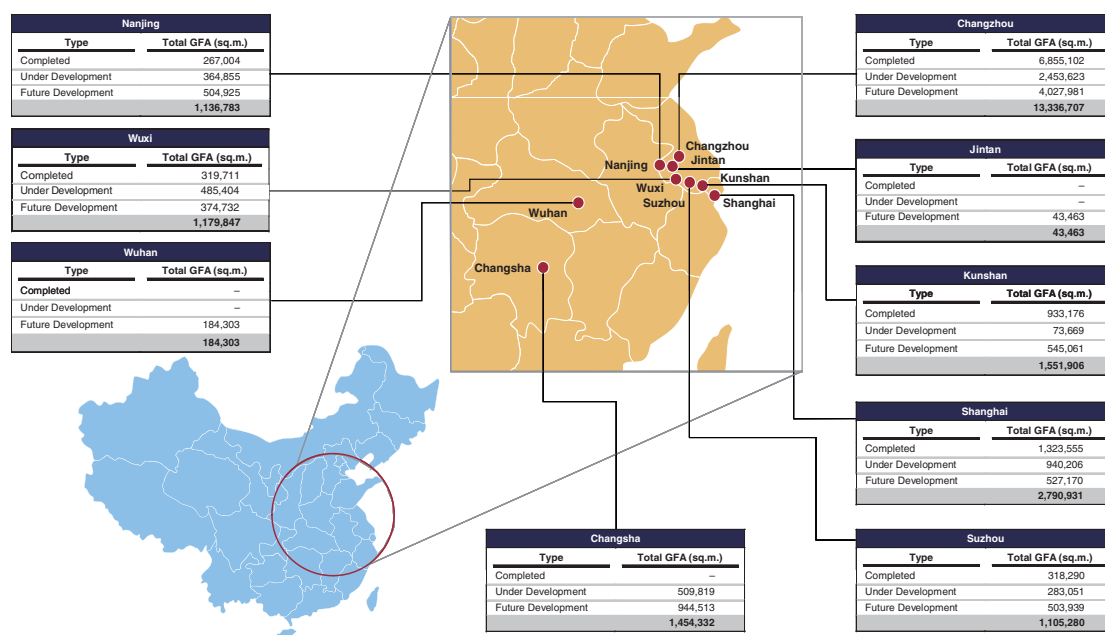 Nanjing
Type Total GFA (sq.m.)
Completed 267,004
Under Development 364,855
Future Development 504,925
1,136,783
Wuxi
Type Total GFA (sq.m.)
Completed 319,711
Under Development 485,404
Future Development 374,732
1,179,847
Wuhan
Type Total GFA (sq.m.)
Completed –
Under Development –
Future Development 184,303
184,303
Changzhou
Jintan
Nanjing
Kunshan
Wuxi
Suzhou
Shanghai
Wuhan
Changsha
Changzhou
Type Total GFA (sq.m.)
Completed 6,855,102
Under Development 2,453,623
Future Development 4,027,981
13,336,707
Jintan
Type Total GFA (sq.m.)
Completed –
Under Development –
Future Development 43,463
43,463
Kunshan
Type Total GFA (sq.m.)
Completed 933,176
Under Development 73,669
Future Development 545,061
1,551,906
Shanghai
Type Total GFA (sq.m.)
Completed 1,323,555
Under Development 940,206
Future Development 527,170
2,790,931
Changsha
Type Total GFA (sq.m.)
Completed –
Under Development 509,819
Future Development 944,513
1,454,332
Suzhou
Type Total GFA (sq.m.)
Completed 318,290
Under Development 283,051
Future Development 503,939
1,105,280